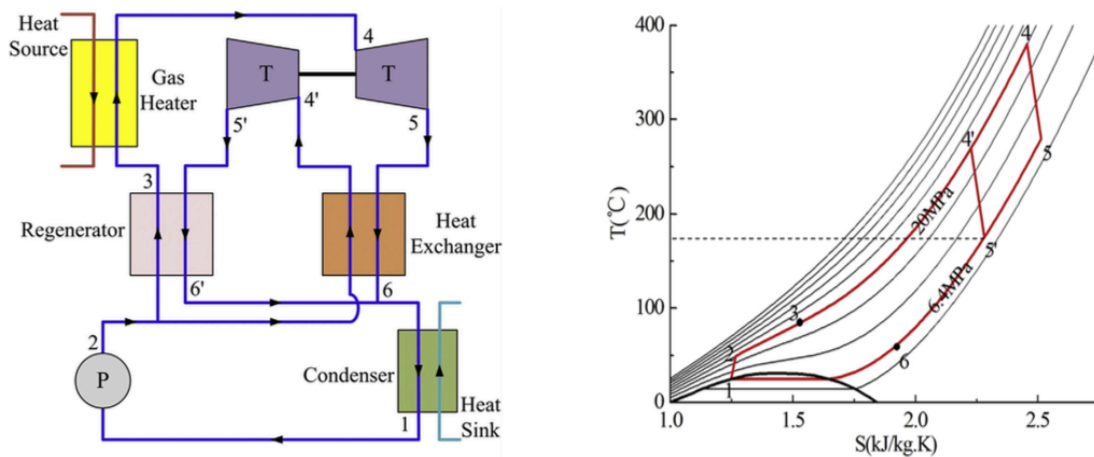 Heat
Source
Gas
Heater
T
T
4
4'
5'
5
3
Regenerator
Heat
Exchanger
6'
6
2
P
Condenser
1
Heat
Sink
400
300
200
100
0
T(℃)
4
4'
20MPa
5
5'
6.4MPa
3
2
6
1
1.0
1.5
2.0
2.5
S(kJ/kg.K)